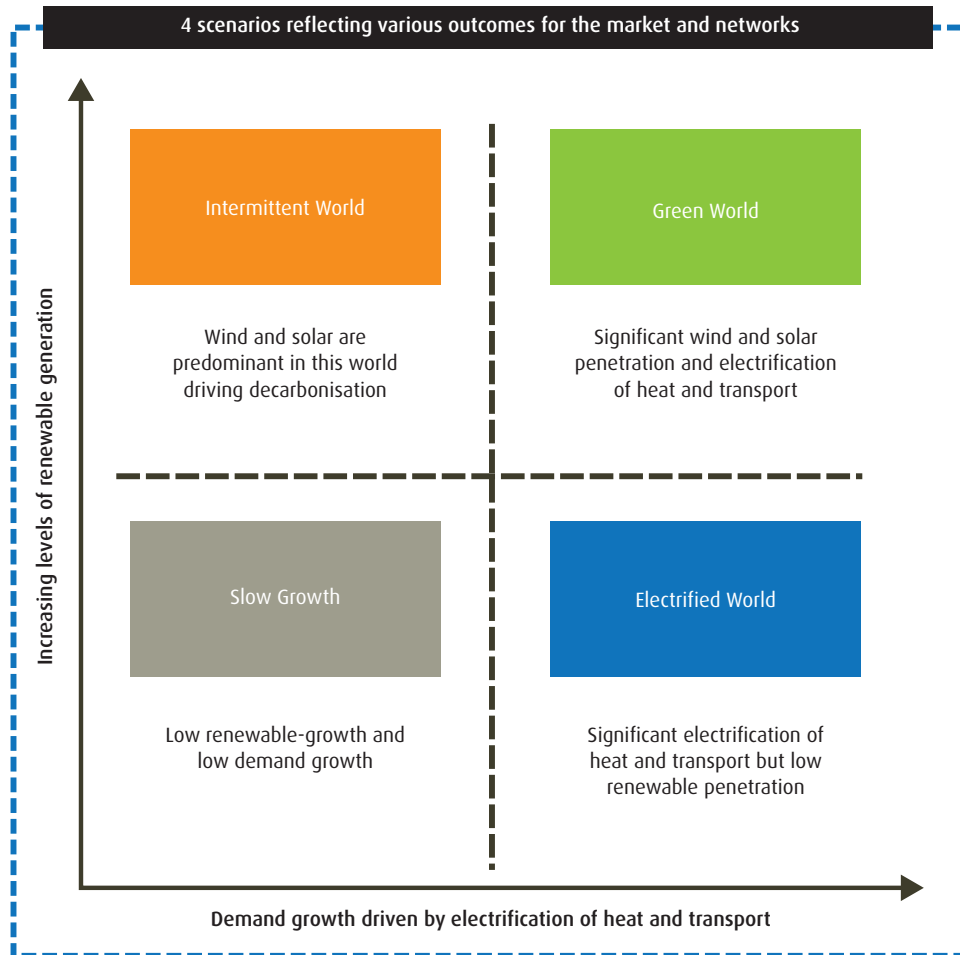 4 scenarios reflecting various outcomes for the market and networks
Increasing levels of renewable generation
Intermittent World
Wind and solar are
predominant in this world
driving decarbonisation
Green World
Significant wind and solar
penetration and electrification
of heat and transport
Slow Growth
Low renewable-growth and
low demand growth
Electrified World
Significant electrification of
heat and transport but low
renewable penetration
Demand growth driven by electrification of heat and transport